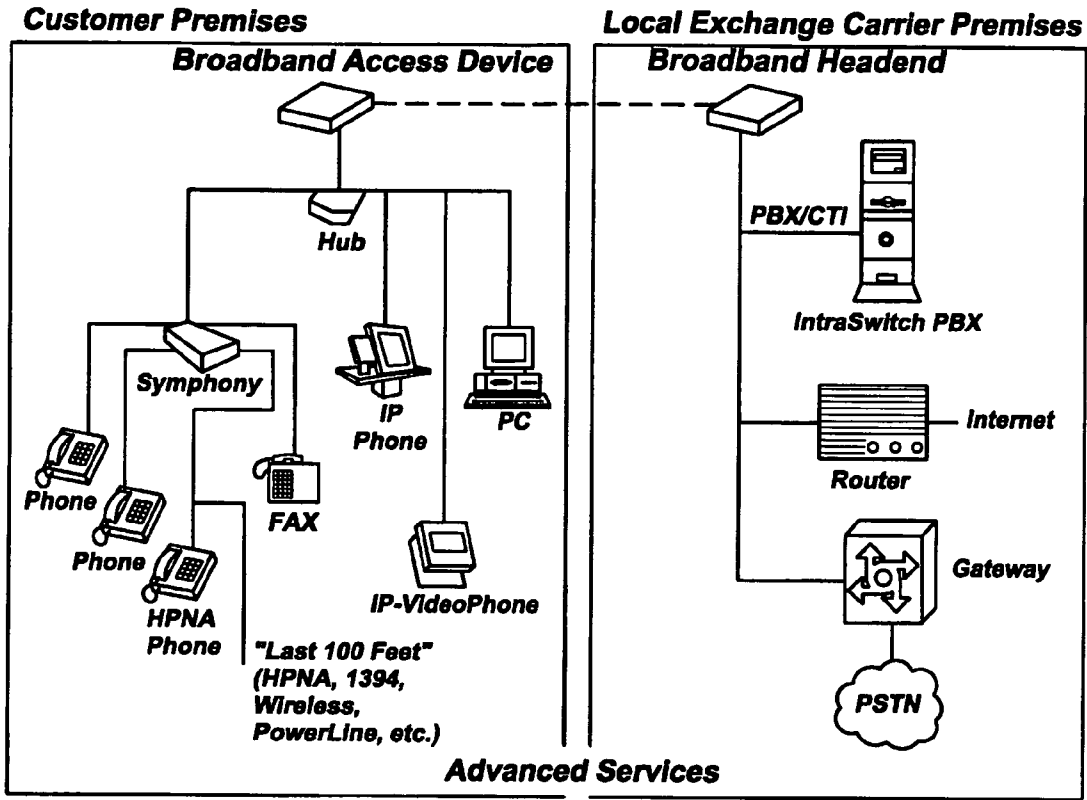 Customer Premises
Local Exchange Carrier Premises
Broadband Access Device
Broadband Headend
PBX/CTI
Hub
IntraSwitch PBX
Symphony
IP
Phone
PC
Internet
Router
Phone
FAX
Phone
Gateway
IP-VideoPhone
HPNA
Phone
"Last 100 Feet"
(HPNA, 1394,
Wireless,
PowerLine, etc.)
PSTN
Advanced Services